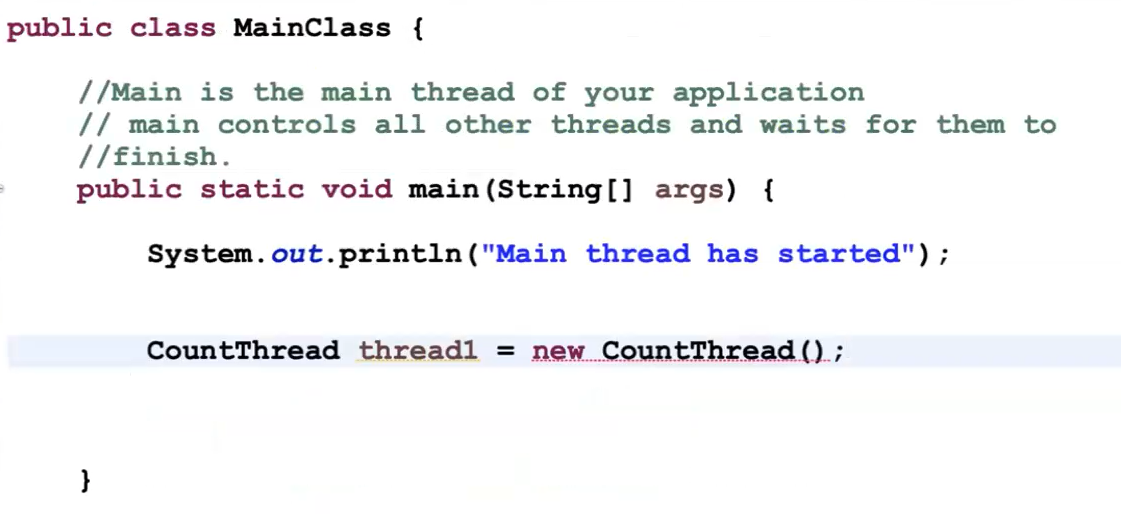 public class MainClass {
//Main is the main thread of your application
// main controls all other threads and waits for them to
//finish.
public static void main(String[] args) {
System.out.println("Main thread has started");
CountThread thread1 = new CountThread();
}